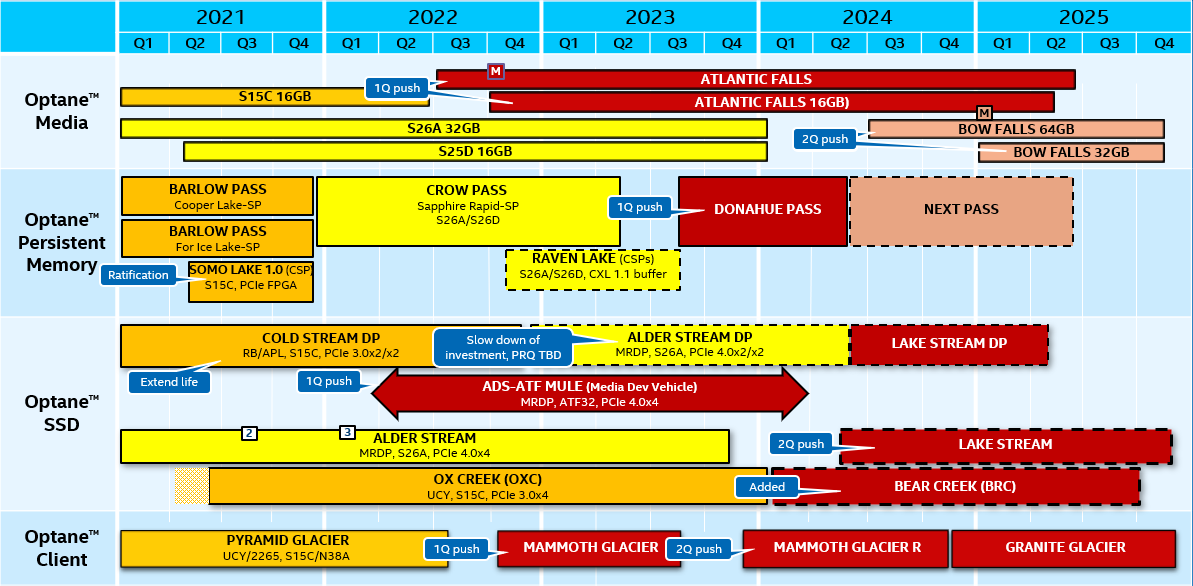 2021 2022 2023 2024 2025
Q1 Q2 Q3 Q4 Q1 Q2 Q3 Q4 Q1 Q2 Q3 Q4 Q1 Q2 Q3 Q4 Q1 Q2 Q3 Q4
Optane™
Media
M
ATLANTIC FALLS
1Q push
S15C 16GB
ATLANTIC FALLS 16GB)
M
S26A 32GB
BOW FALLS 64GB
2Q push
S25D 16GB
BOW FALLS 32GB
Optane™
Persistent
Memory
BARLOW PASS
Cooper Lake-SP
BARLOW PASS
For Ice Lake-SP
Ratification
SOMO LAKE 1.0 (CSP)
S15C, PCIe FPGA
CROW PASS
Sapphire Rapid-SP
S26A/S26D
1Q push
DONAHUE PASS
NEXT PASS
RAVEN LAKE (CSPs)
S26A/S26D, CXL 1.1 buffer
Optane™
SSD
COLD STREAM DP
RB/APL, S15C, PCIe 3.0x2/x2
Extend life
Slow down of
investment, PRQ TBD
ALDER STREAM DP
MRDP, S26A, PCIe 4.0x2/x2
LAKE STREAM DP
1Q push
ADS-ATF MULE (Media Dev Vehicle)
MRDP, ATF32, PCIe 4.0x4
2
3
ALDER STREAM
MRDP, S26A, PCIe 4.0x4
2Q push
LAKE STREAM
OX CREEK (OXC)
UCY, S15C, PCIe 3.0x4
Added
BEAR CREEK (BRC)
Optane™
Client
PYRAMID GLACIER
UCY/2265, S15C/N38A
1Q push
MAMMOTH GLACIER
2Q push
MAMMOTH GLACIER R
GRANITE GLACIER